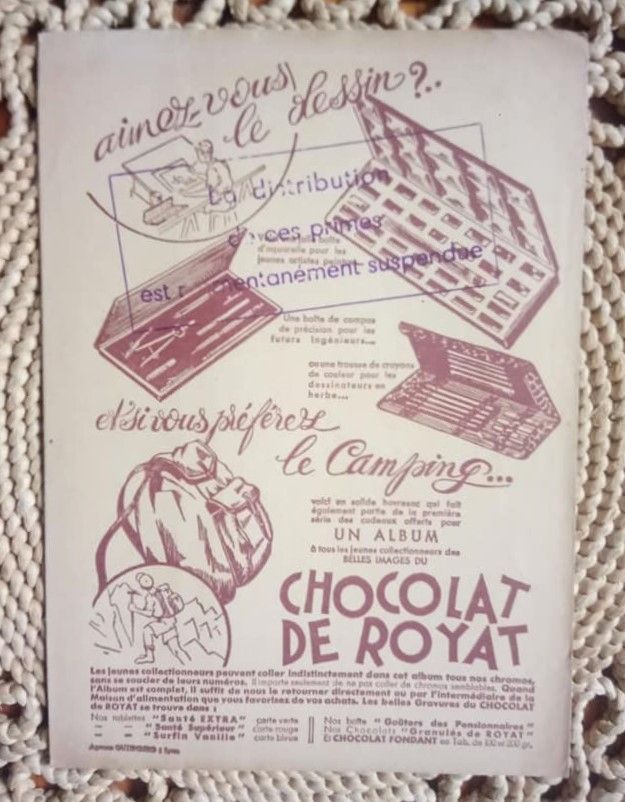 aimez-vous
le dessin?..
La distribution
de ces primes
est momentanément suspendue
boîte
d'aquarelle pour les
jeunes artistes peintres
Une boîte de compas
de précision pour les
futurs ingénieurs...
ou une trousse de crayons
de couleur pour les
dessinateurs en
herbe...
et si vous préférez
le Camping...
voici un solide havresac qui fait
également partie de la première
série des cadeaux offerts pour
UN ALBUM
à tous les jeunes collectionneurs des
BELLES IMAGES DU
CHOCOLAT
DE ROYAT
Les jeunes collectionneurs peuvent coller indistinctement dans cet album tous nos chromos,
sans se soucier de leurs numéros. Il importe seulement de ne pas coller de chromos semblables. Quand
l'Album est complet, il suffit de nous le retourner directement ou par l'intermédiaire de la
Maison d'alimentation que vous favorisez de vos achats. Les belles Gravures du CHOCOLAT
de ROYAT se trouve dans :
Nos tablettes "Santé EXTRA" carte verte
— — "Santé Supérieur" carte rouge
— — "Surfin Vanille" carte bleue
Nos boîte "Goûters des Pensionnaires"
Nos Chocolats "Granulés de ROYAT"
Et CHOCOLAT FONDANT en Tab. de 100 et 200 gr.